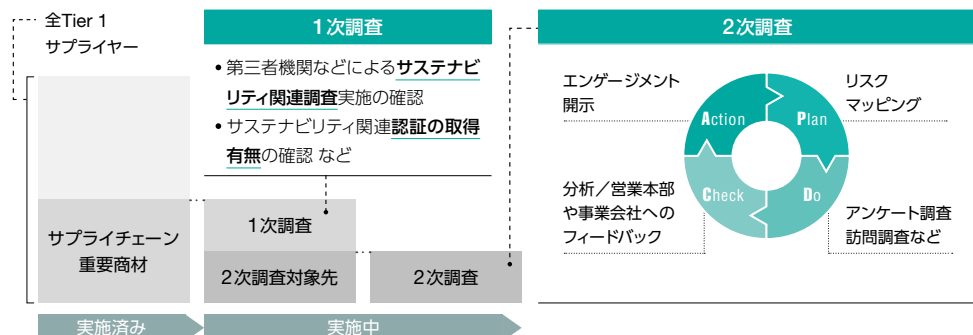 全Tier 1
サプライヤー
1次調査
• 第三者機関などによるサステナビ
リティ関連調査実施の確認
• サステナビリティ関連認証の取得
有無の確認 など
サプライチェーン
重要商材
1次調査
2次調査対象先
2次調査
実施済み
実施中
2次調査
エンゲージメント
開示
リスク
マッピング
Action
Plan
Check
Do
分析／営業本部
や事業会社への
フィードバック
アンケート調査
訪問調査など